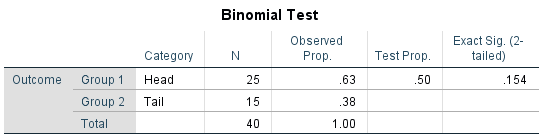 Binomial Test
Category N Observed Prop. Test Prop. Exact Sig. (2-tailed)
Outcome Group 1 Head 25 .63 .50 .154
Group 2 Tail 15 .38
Total 40 1.00